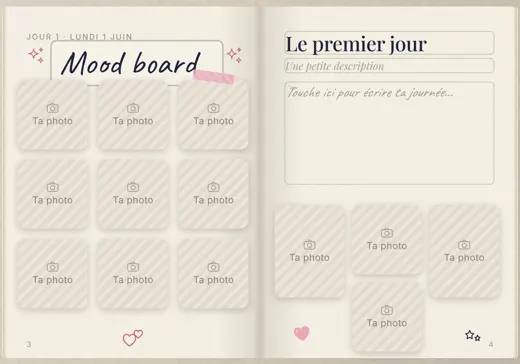 JOUR 1 · LUNDI 1 JUIN
Mood board
Ta photo
Ta photo
Ta photo
Ta photo
Ta photo
Ta photo
Ta photo
Ta photo
Ta photo
3
Le premier jour
Une petite description
Touche ici pour écrire ta journée...
Ta photo
Ta photo
Ta photo
Ta photo
4